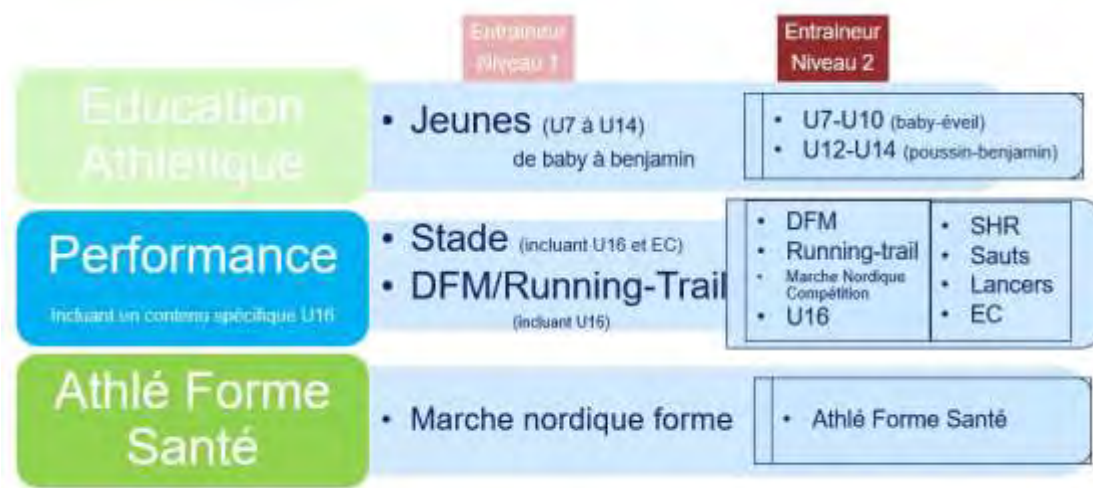 Entraineur
Niveau 1
Entraineur
Niveau 2
Education
Athlétique
• Jeunes (U7 à U14)
de baby à benjamin
• U7-U10 (baby-éveil)
• U12-U14 (poussin-benjamin)
Performance
Incluant un contenu spécifique U16
• Stade (incluant U16 et EC)
• DFM/Running-Trail
(incluant U16)
• DFM
• Running-trail
• Marche Nordique
Compétition
• U16
• SHR
• Sauts
• Lancers
• EC
Athlé Forme
Santé
• Marche nordique forme
• Athlé Forme Santé